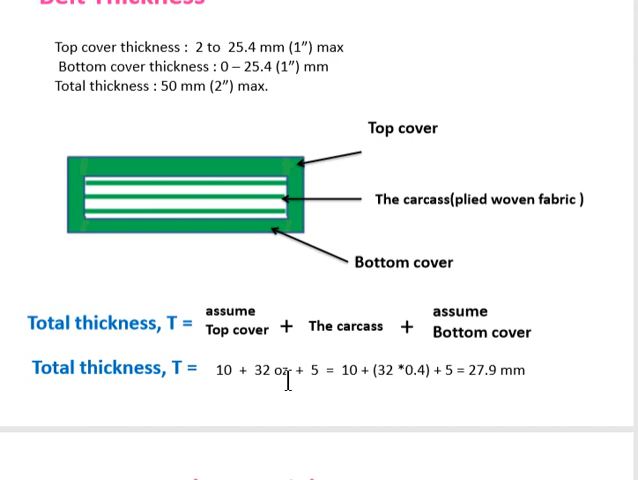 Belt Thickness
Top cover thickness : 2 to 25.4 mm (1”) max
Bottom cover thickness : 0 – 25.4 (1”) mm
Total thickness : 50 mm (2”) max.
Top cover
The carcass(plied woven fabric )
Bottom cover
Total thickness, T = assume Top cover + The carcass + assume Bottom cover
Total thickness, T = 10 + 32 oz + 5 = 10 + (32 *0.4) + 5 = 27.9 mm